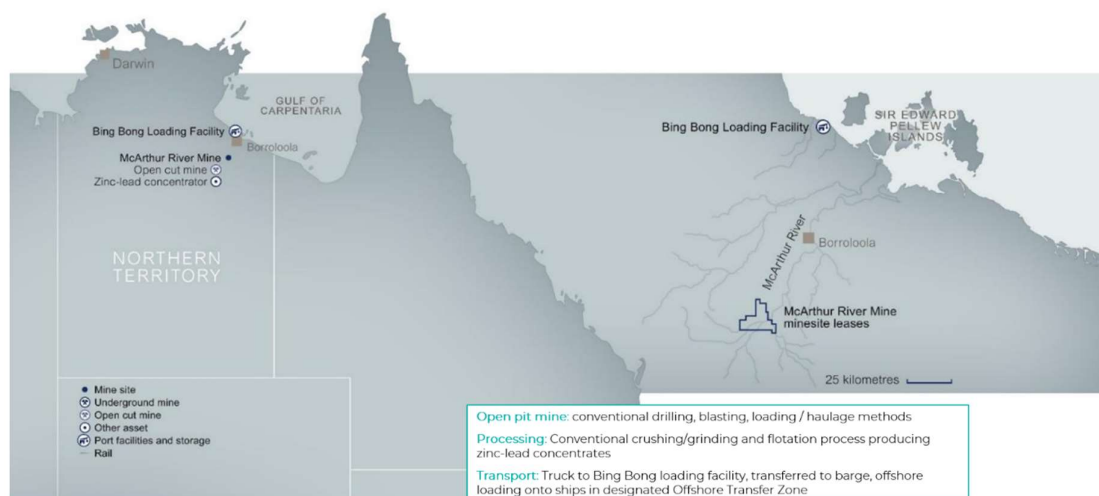 Darwin
GULF OF
CARPENTARIA
Bing Bong Loading Facility
Borroloola
McArthur River Mine
Open cut mine
Zinc-lead concentrator
NORTHERN
TERRITORY
Mine site
Underground mine
Open cut mine
Other asset
Port facilities and storage
Rail
Bing Bong Loading Facility
SIR EDWARD
PELLEW
ISLANDS
McArthur River
Borroloola
McArthur River Mine
minesite leases
25 kilometres
Open pit mine: conventional drilling, blasting, loading / haulage methods
Processing: Conventional crushing/grinding and flotation process producing
zinc-lead concentrates
Transport: Truck to Bing Bong loading facility, transferred to barge, offshore
loading onto ships in designated Offshore Transfer Zone